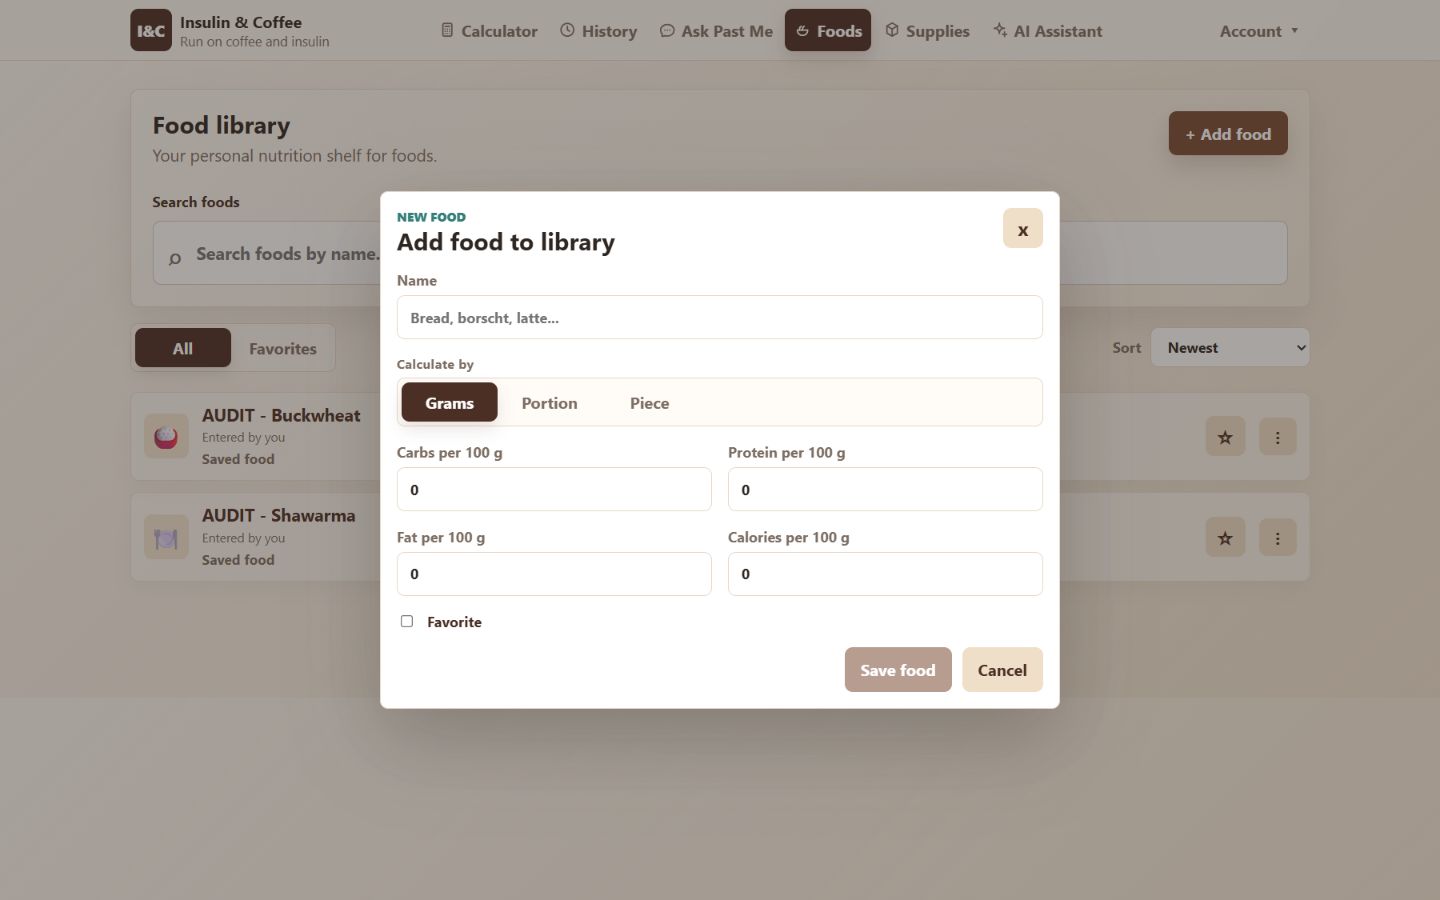 I&C
Insulin & Coffee
Run on coffee and insulin
Calculator
History
Ask Past Me
Foods
Supplies
AI Assistant
Account
Food library
Your personal nutrition shelf for foods.
+ Add food
Search foods
Search foods by name.
All
Favorites
Sort
Newest
AUDIT - Buckwheat
Entered by you
Saved food
AUDIT - Shawarma
Entered by you
Saved food
NEW FOOD
Add food to library
x
Name
Bread, borscht, latte...
Calculate by
Grams
Portion
Piece
Carbs per 100 g
Protein per 100 g
0
0
Fat per 100 g
Calories per 100 g
0
0
Favorite
Save food
Cancel